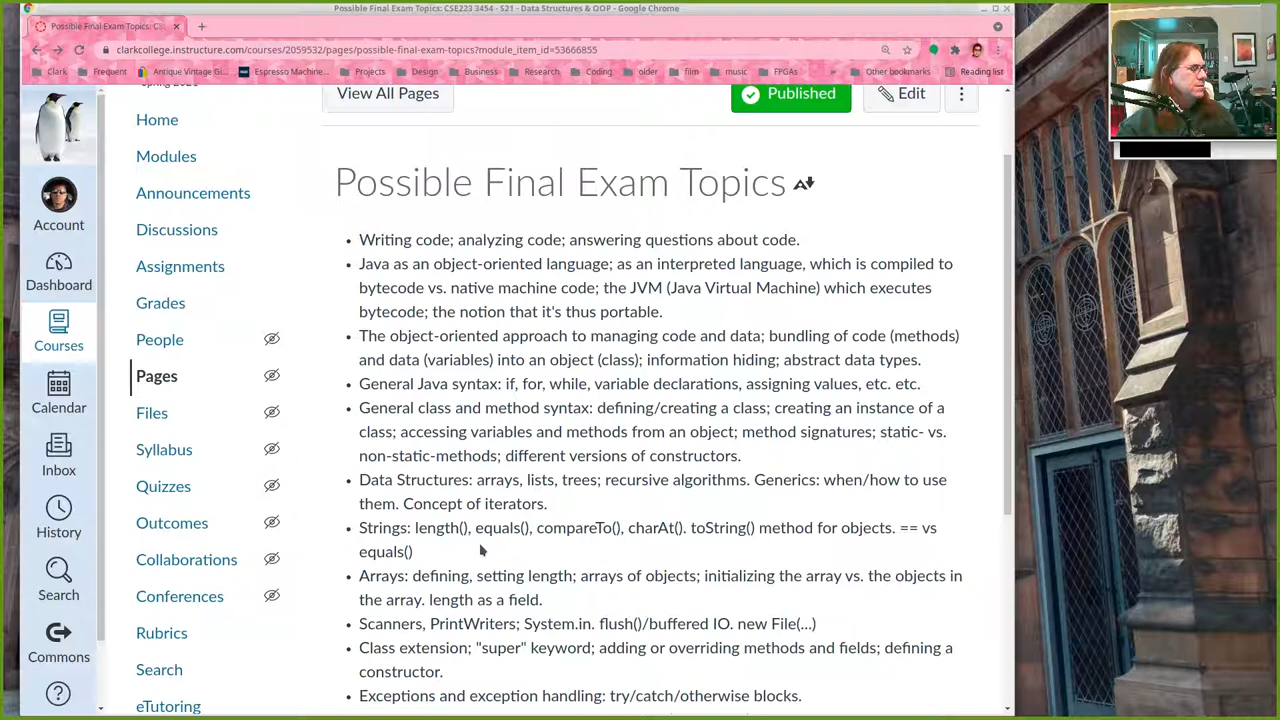 Possible Final Exam Topics: CSE223 3454 - S21 - Data Structures & OOP - Google Chrome
Possible Final Exam Topics: CS
clarkcollege.instructure.com/courses/2059532/pages/possible-final-exam-topics?module_item_id=53666855
Clark Frequent Antique Vintage Gi... Espresso Machine... Projects Design Business Research Coding older film music FPGAs » Other bookmarks Reading list
View All Pages
Published
Edit
Home
Modules
Announcements
Discussions
Assignments
Grades
People
Pages
Files
Syllabus
Quizzes
Outcomes
Collaborations
Conferences
Rubrics
Search
eTutoring
Account
Dashboard
Courses
Calendar
Inbox
History
Search
Commons
Possible Final Exam Topics
• Writing code; analyzing code; answering questions about code.
• Java as an object-oriented language; as an interpreted language, which is compiled to
bytecode vs. native machine code; the JVM (Java Virtual Machine) which executes
bytecode; the notion that it's thus portable.
• The object-oriented approach to managing code and data; bundling of code (methods)
and data (variables) into an object (class); information hiding; abstract data types.
• General Java syntax: if, for, while, variable declarations, assigning values, etc. etc.
• General class and method syntax: defining/creating a class; creating an instance of a
class; accessing variables and methods from an object; method signatures; static- vs.
non-static-methods; different versions of constructors.
• Data Structures: arrays, lists, trees; recursive algorithms. Generics: when/how to use
them. Concept of iterators.
• Strings: length(), equals(), compareTo(), charAt(). toString() method for objects. == vs
equals()
• Arrays: defining, setting length; arrays of objects; initializing the array vs. the objects in
the array. length as a field.
• Scanners, PrintWriters; System.in. flush()/buffered IO. new File(...)
• Class extension; "super" keyword; adding or overriding methods and fields; defining a
constructor.
• Exceptions and exception handling: try/catch/otherwise blocks.